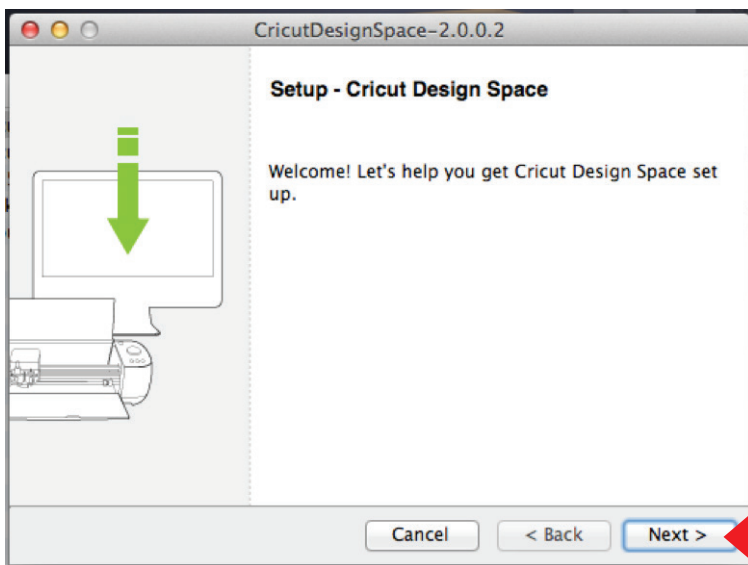 CricutDesignSpace-2.0.0.2
Setup - Cricut Design Space
Welcome! Let's help you get Cricut Design Space set
up.
Cancel
< Back
Next >